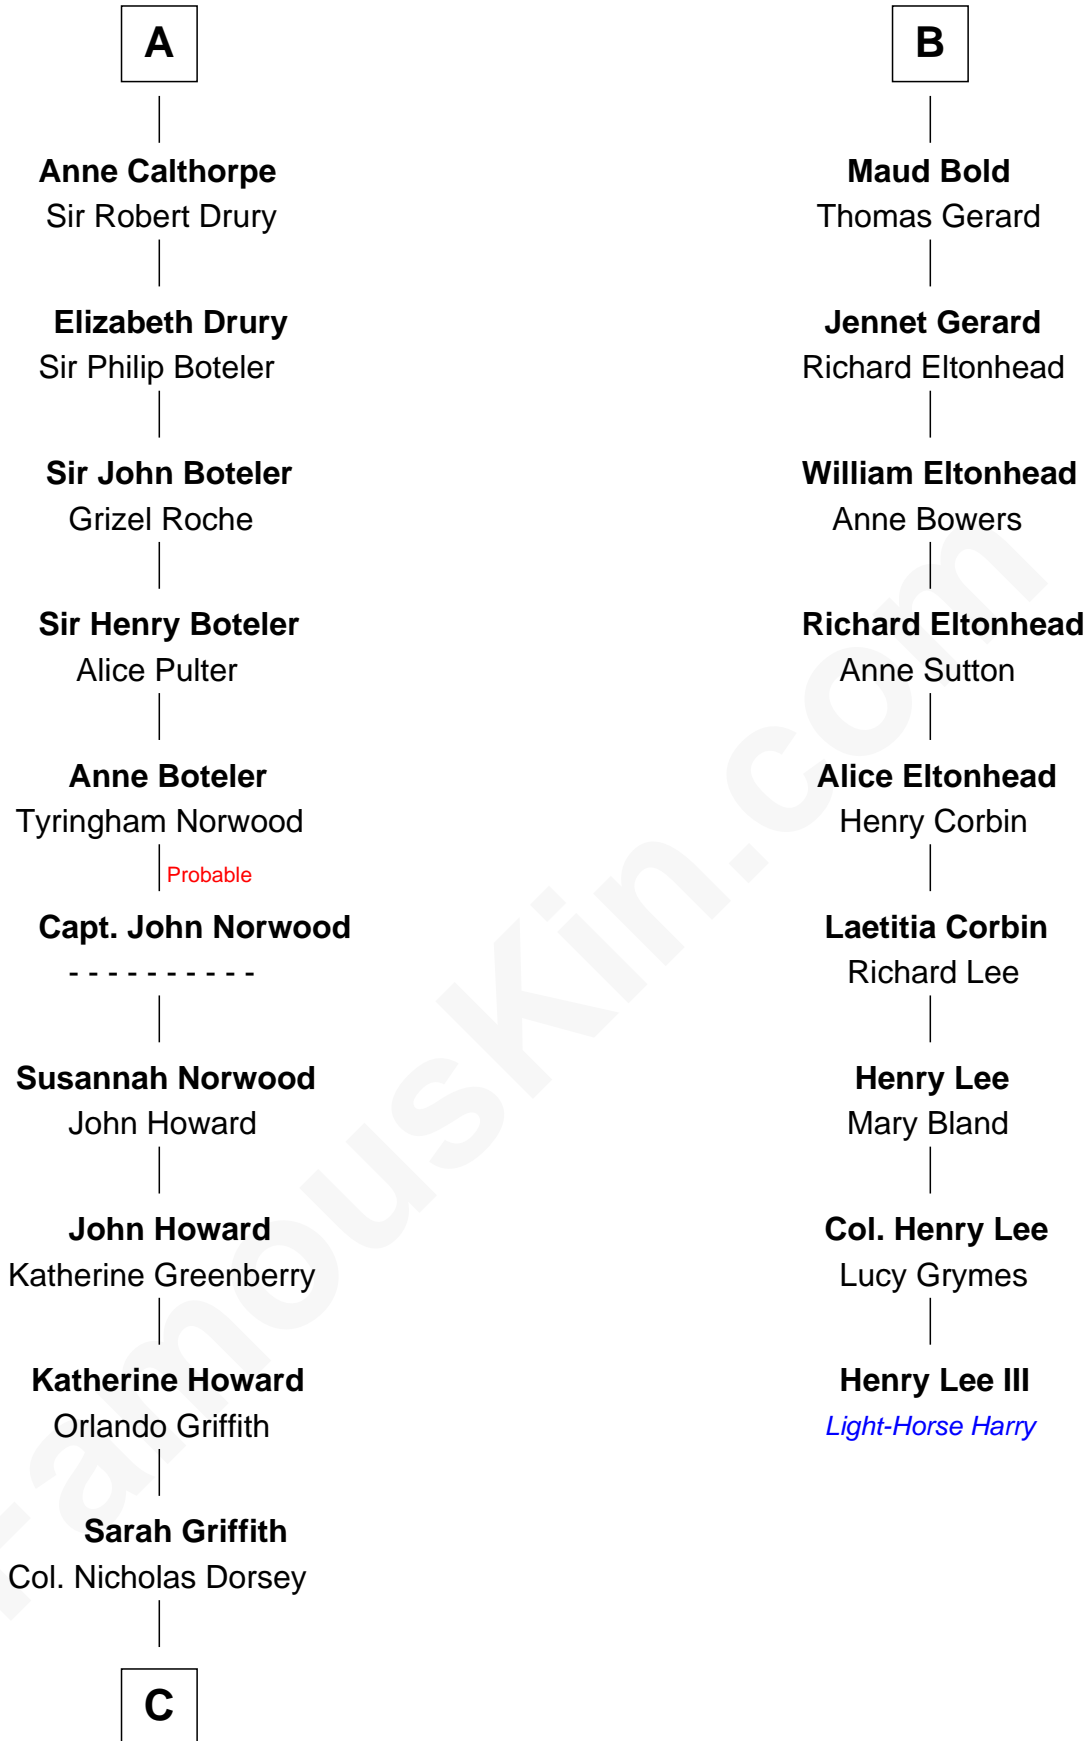 A
Anne Calthorpe
Sir Robert Drury
Elizabeth Drury
Sir Philip Boteler
Sir John Boteler
Grizel Roche
Sir Henry Boteler
Alice Pulter
Anne Boteler
Tyringham Norwood
Probable
Capt. John Norwood
- - - - - - - - - -
Susannah Norwood
John Howard
John Howard
Katherine Greenberry
Katherine Howard
Orlando Griffith
Sarah Griffith
Col. Nicholas Dorsey
C
B
Maud Bold
Thomas Gerard
Jennet Gerard
Richard Eltonhead
William Eltonhead
Anne Bowers
Richard Eltonhead
Anne Sutton
Alice Eltonhead
Henry Corbin
Laetitia Corbin
Richard Lee
Henry Lee
Mary Bland
Col. Henry Lee
Lucy Grymes
Henry Lee III
Light-Horse Harry
FamousKin.com